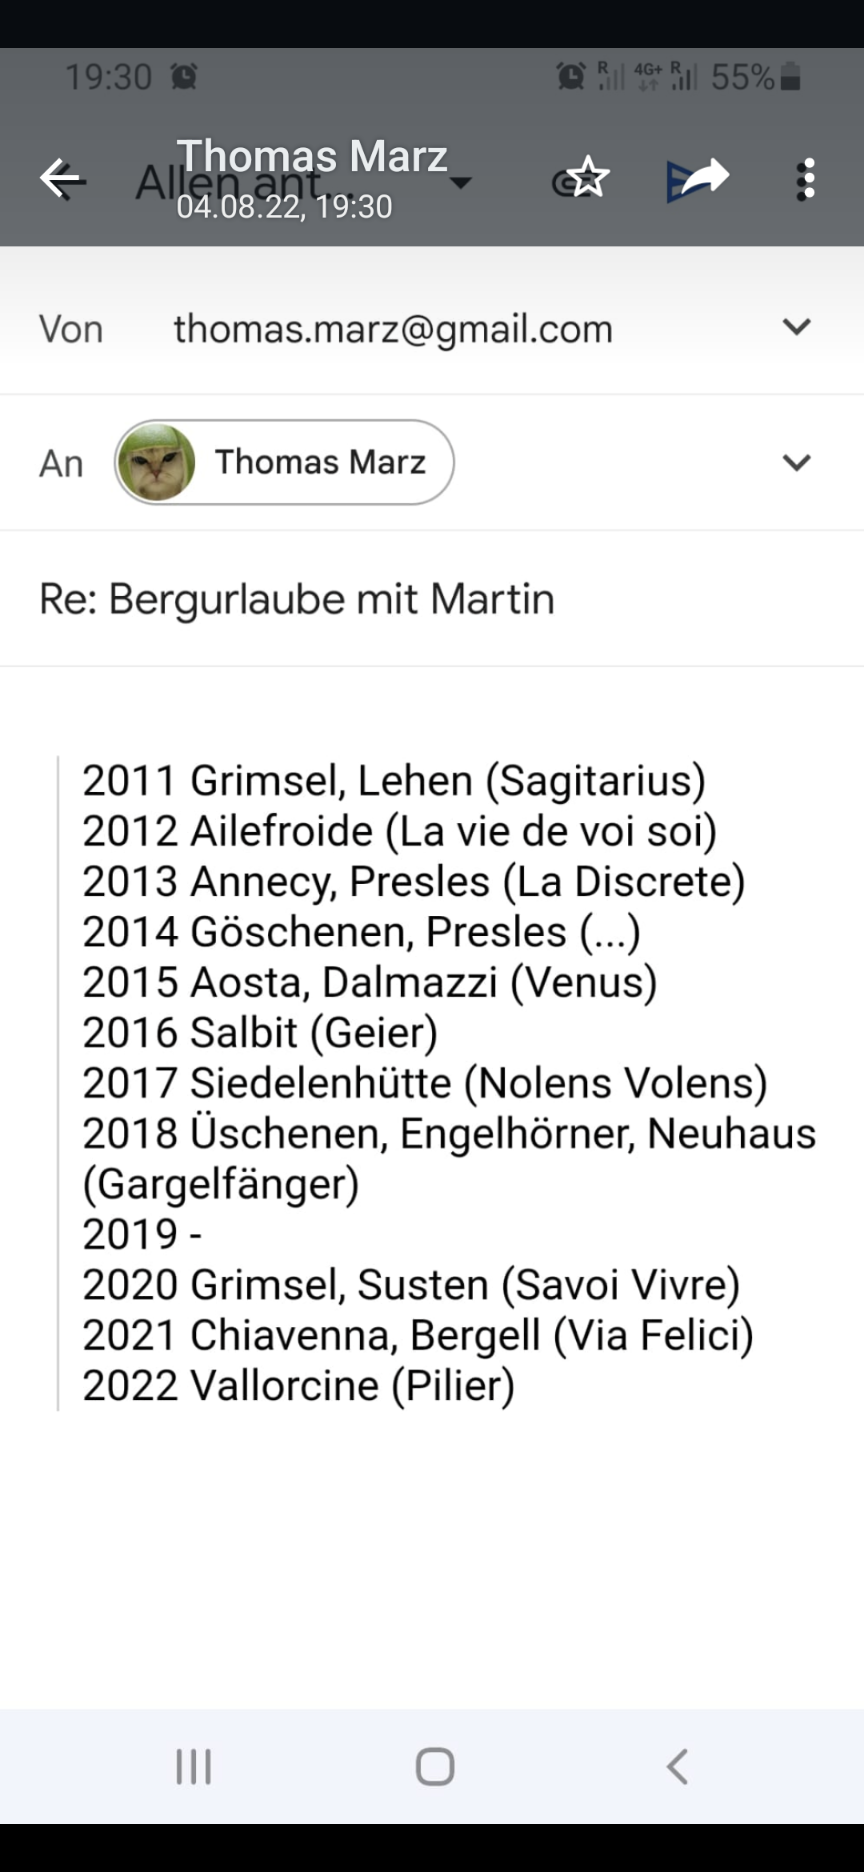 19:30
R 4G+ R 55%
Thomas Marz
Allen ant...
04.08.22, 19:30
Von thomas.marz@gmail.com
An Thomas Marz
Re: Bergurlaube mit Martin
2011 Grimsel, Lehen (Sagitarius)
2012 Ailefroide (La vie de voi soi)
2013 Annecy, Presles (La Discrete)
2014 Göschenen, Presles (...)
2015 Aosta, Dalmazzi (Venus)
2016 Salbit (Geier)
2017 Siedelenhütte (Nolens Volens)
2018 Üschenen, Engelhörner, Neuhaus
(Gargelfänger)
2019 -
2020 Grimsel, Susten (Savoi Vivre)
2021 Chiavenna, Bergell (Via Felici)
2022 Vallorcine (Pilier)